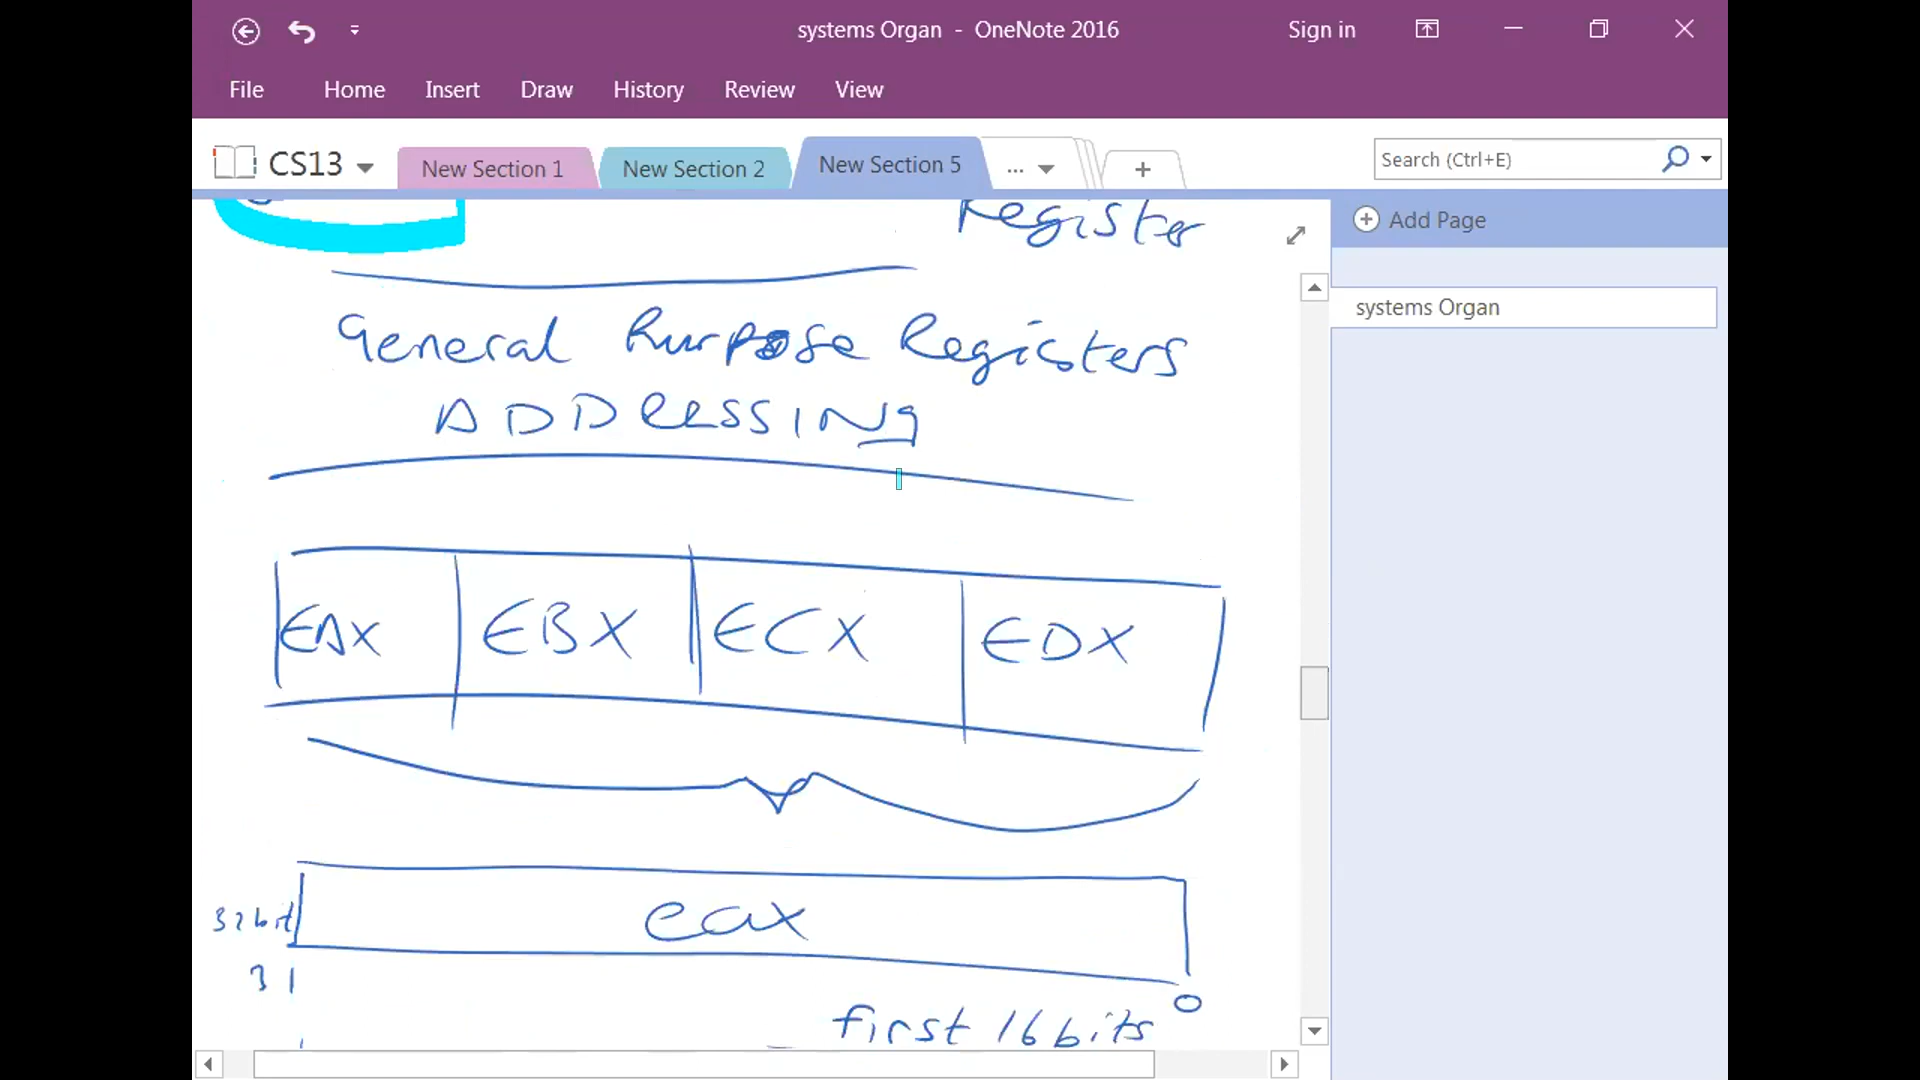 systems Organ - OneNote 2016
Sign in
File Home Insert Draw History Review View
CS13
New Section 1
New Section 2
New Section 5
...
Search (Ctrl+E)
Add Page
systems Organ
Register
General Purpose Registers
ADDRESSING
EAX EBX ECX EDX
32bit
eax
31
0
first 16bits